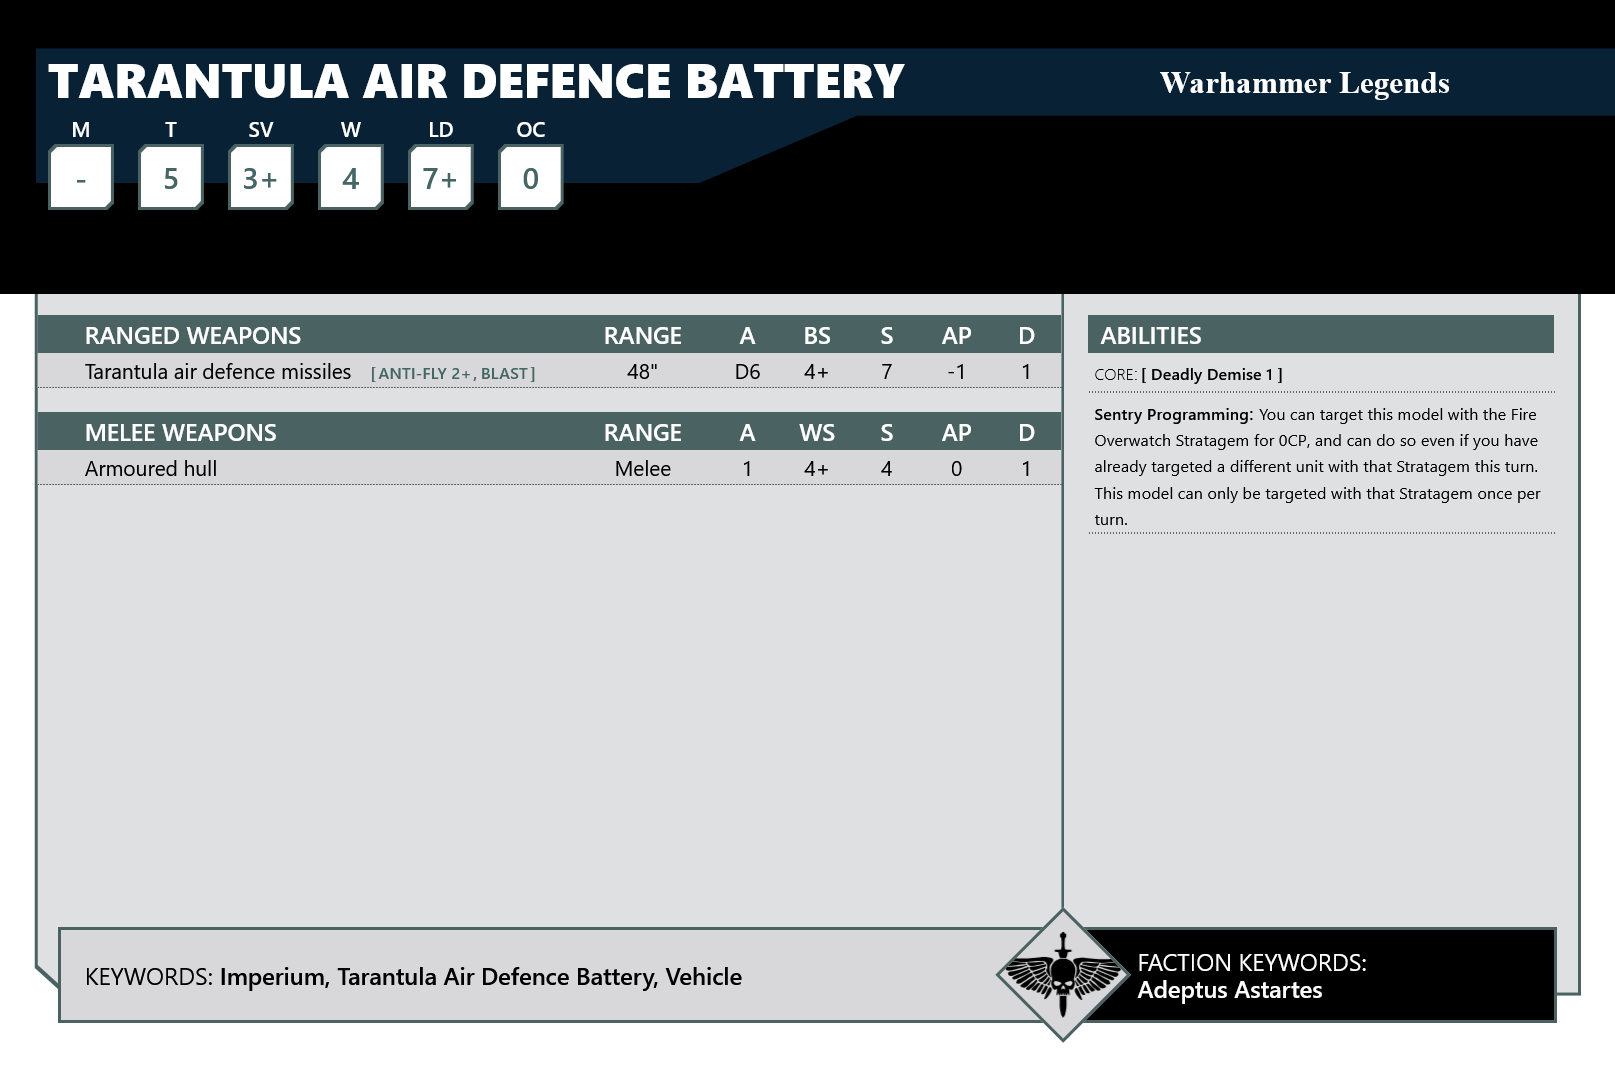 TARANTULA AIR DEFENCE BATTERY
Warhammer Legends
M T SV W LD OC
- 5 3+ 4 7+ 0
RANGED WEAPONS RANGE A BS S AP D
Tarantula air defence missiles [ ANTI-FLY 2+, BLAST ] 48" D6 4+ 7 -1 1
MELEE WEAPONS RANGE A WS S AP D
Armoured hull Melee 1 4+ 4 0 1
ABILITIES
CORE: [ Deadly Demise 1 ]
Sentry Programming: You can target this model with the Fire
Overwatch Stratagem for 0CP, and can do so even if you have
already targeted a different unit with that Stratagem this turn.
This model can only be targeted with that Stratagem once per
turn.
KEYWORDS: Imperium, Tarantula Air Defence Battery, Vehicle
FACTION KEYWORDS:
Adeptus Astartes